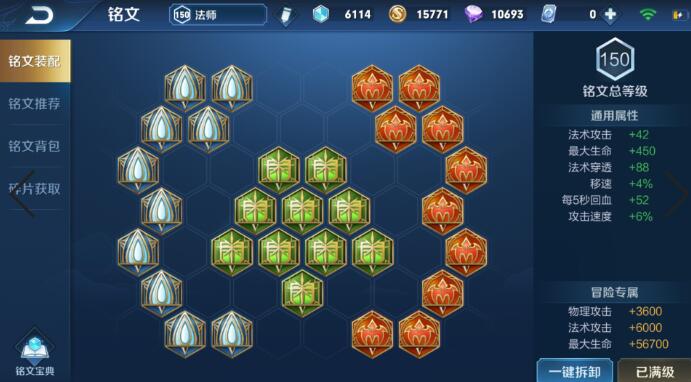 铭文
150 法师
6114
15771
10693
0
铭文装配
铭文推荐
铭文背包
碎片获取
铭文宝典
150
铭文总等级
通用属性
法术攻击 +42
最大生命 +450
法术穿透 +88
移速 +4%
每5秒回血 +52
攻击速度 +6%
冒险专属
物理攻击 +3600
法术攻击 +6000
最大生命 +56700
一键拆卸
已满级